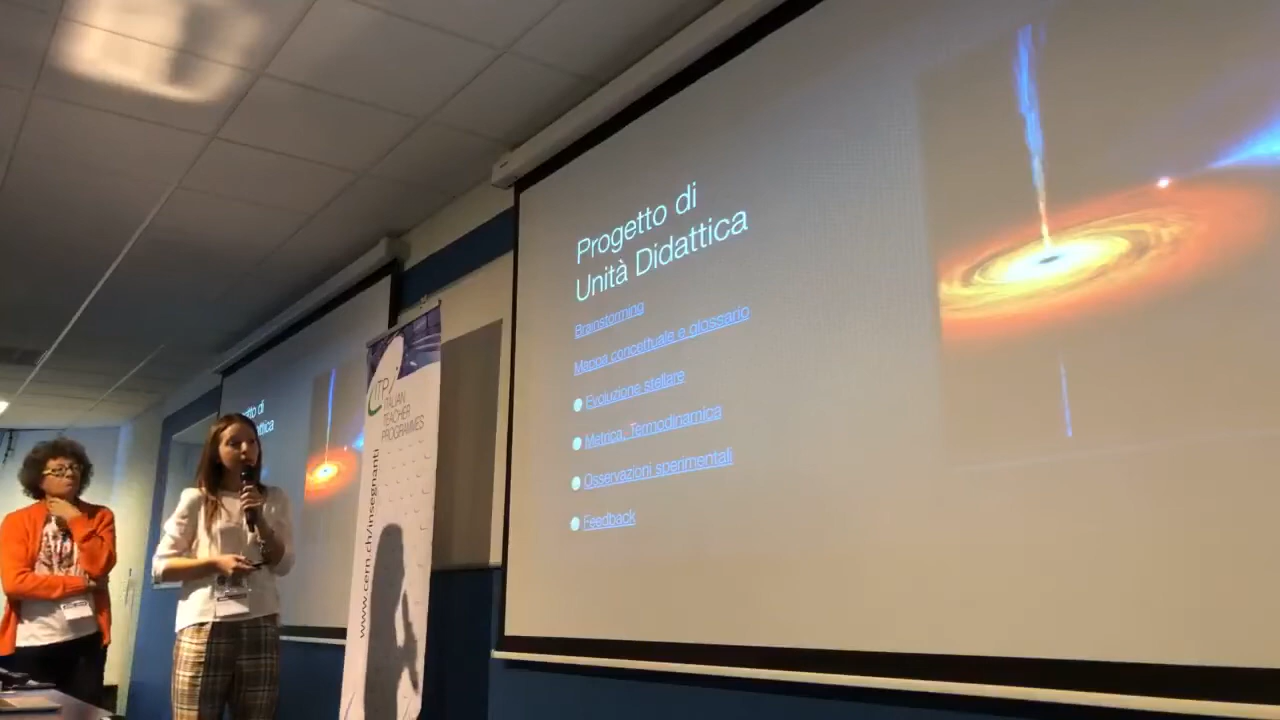 Progetto di
Unità Didattica
Brainstorming
Mappa concettuale e glossario
Evoluzione stellare
Metrica, Termodinamica
Osservazioni sperimentali
Feedback
ITP
ITALIAN
TEACHER
PROGRAMMES
www.cern.ch/insegnanti